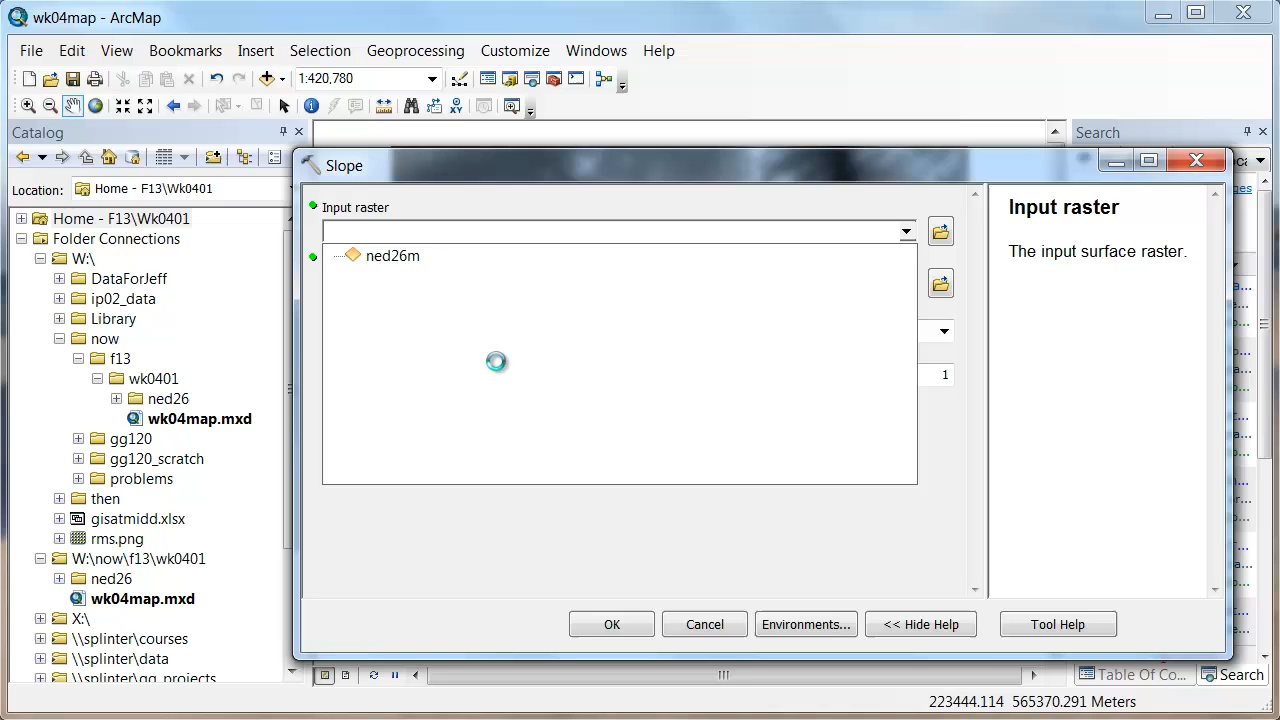 wk04map - ArcMap
File Edit View Bookmarks Insert Selection Geoprocessing Customize Windows Help
1:420,780
Catalog
Search
Location: Home - F13\Wk0401
Home - F13\Wk0401
Folder Connections
W:\
DataForJeff
ip02_data
Library
now
f13
wk0401
ned26
wk04map.mxd
gg120
gg120_scratch
problems
then
gisatmidd.xlsx
rms.png
W:\now\f13\wk0401
ned26
wk04map.mxd
X:\
\\splinter\courses
\\splinter\data
\\splinter\gg_projects
Slope
Input raster
ned26m
1
OK Cancel Environments... << Hide Help Tool Help
Input raster
The input surface raster.
Table Of Co... Search
223444.114 565370.291 Meters